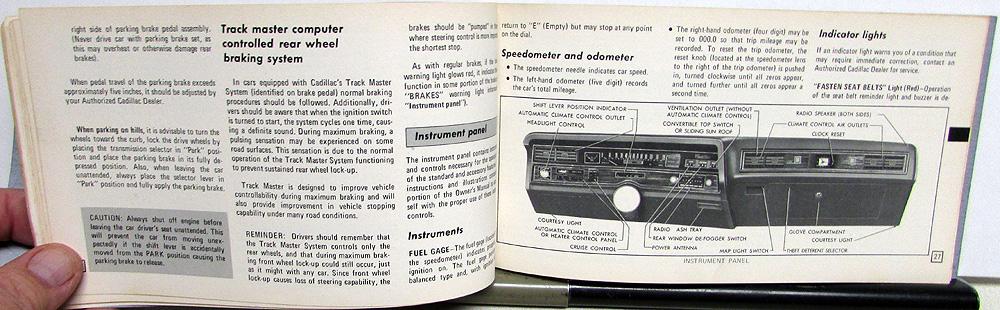 right side of parking brake pedal assembly.
(Never drive car with parking brake set, as
this may overheat or otherwise damage rear
brakes).
When pedal travel of the parking brake exceeds
approximately five inches, it should be adjusted by
your Authorized Cadillac Dealer.
When parking on hills, it is advisable to turn the
wheels toward the curb, lock the drive wheels by
placing the transmission selector in "Park" posi-
tion and place the parking brake in its fully de-
pressed position. Also, when leaving the car
unattended, always place the selector lever in
"Park" position and fully apply the parking brake.
CAUTION: Always shut off engine before
leaving the car driver's seat unattended. This
will prevent the car from moving unex-
pectedly if the shift lever is accidentally
moved from the PARK position causing the
parking brake to release.
Track master computer
controlled rear wheel
braking system
In cars equipped with Cadillac's Track Master
System (identified on brake pedal) normal braking
procedures should be followed. Additionally, dri-
vers should be aware that when the ignition switch
is turned to start, the system cycles one time, caus-
ing a definite sound. During maximum braking, a
pulsing sensation may be experienced on some
road surfaces. This sensation is due to the normal
operation of the Track Master System functioning
to prevent sustained rear wheel lock-up.
Track Master is designed to improve vehicle
controllability during maximum braking and will
also provide improvement in vehicle stopping
capability under many road conditions.
REMINDER: Drivers should remember that
the Track Master System controls only the
rear wheels, and that during maximum brak-
ing front wheel lock-up could still occur, just
as it might with any car. Since front wheel
lock-up causes loss of steering capability, the
brakes should be "pumped" in
where steering control is more
the shortest stop.
As with regular brakes, if the
warning light glows red, it indicates
function in some portion of the
"BRAKES" warning light
"Instrument panel").
Instrument panel
The instrument panel contains
and controls necessary for the
of the standard and accessory
instructions and illustrations
portion of the Owner's Manual to
self with the proper use of
controls.
Instruments
FUEL GAGE–The fuel gage (located
the speedometer) indicates
ignition on. The fuel gage
balanced type and, with ignition
return to "E" (Empty) but may stop at any point
on the dial.
Speedometer and odometer
• The speedometer needle indicates car speed.
• The left-hand odometer (five digit) records
the car's total mileage.
• The right-hand odometer (four digit) may be
set to 000.0 so that trip mileage may be
recorded. To reset the trip odometer, the
reset knob (located at the speedometer lens
to the right of the trip odometer) is pushed
in, turned clockwise until all zeros appear,
and turned further until all zeros appear a
second time.
Indicator lights
If an indicator light warns you of a condition that
may require immediate correction, contact an
Authorized Cadillac Dealer for service.
"FASTEN SEAT BELTS" Light (Red)–Operation
of the seat belt reminder light and buzzer is de-
SHIFT LEVER POSITION INDICATOR
AUTOMATIC CLIMATE CONTROL OUTLET
HEADLIGHT CONTROL
VENTILATION OUTLET (WITHOUT
AUTOMATIC CLIMATE CONTROL)
CONVERTIBLE TOP SWITCH
OR SLIDING SUN ROOF
RADIO SPEAKER (BOTH SIDES)
CLIMATE CONTROL AIR OUTLETS
CLOCK RESET
COURTESY LIGHT
AUTOMATIC CLIMATE CONTROL
OR HEATER CONTROL PANEL
CRUISE CONTROL
RADIO
ASH TRAY
REAR WINDOW DE-FOGGER SWITCH
POWER ANTENNA
MAP LIGHT SWITCH
GLOVE COMPARTMENT
COURTESY LIGHT
THEFT DETERENT SELECTOR
INSTRUMENT PANEL
27